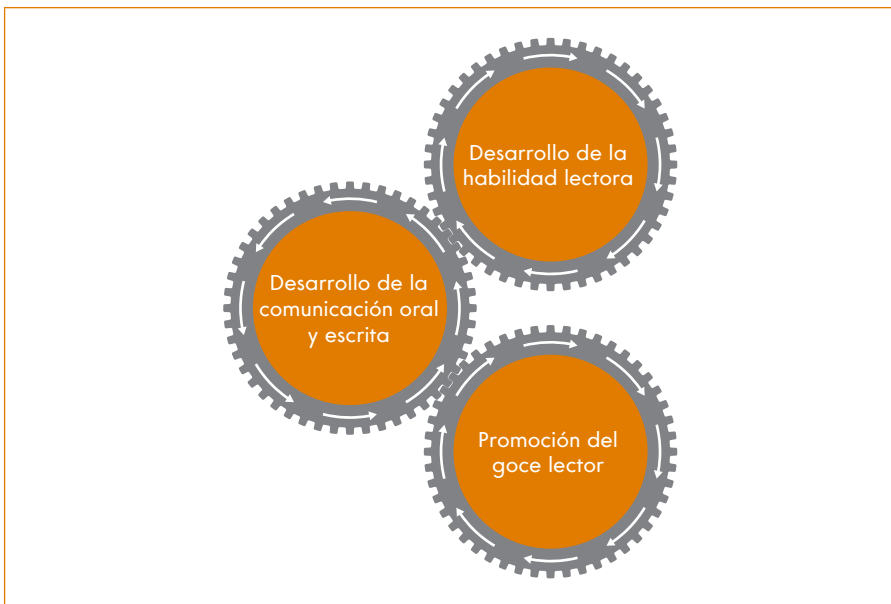 Desarrollo de la
habilidad lectora
Desarrollo de la
comunicación oral
y escrita
Promoción del
goce lector